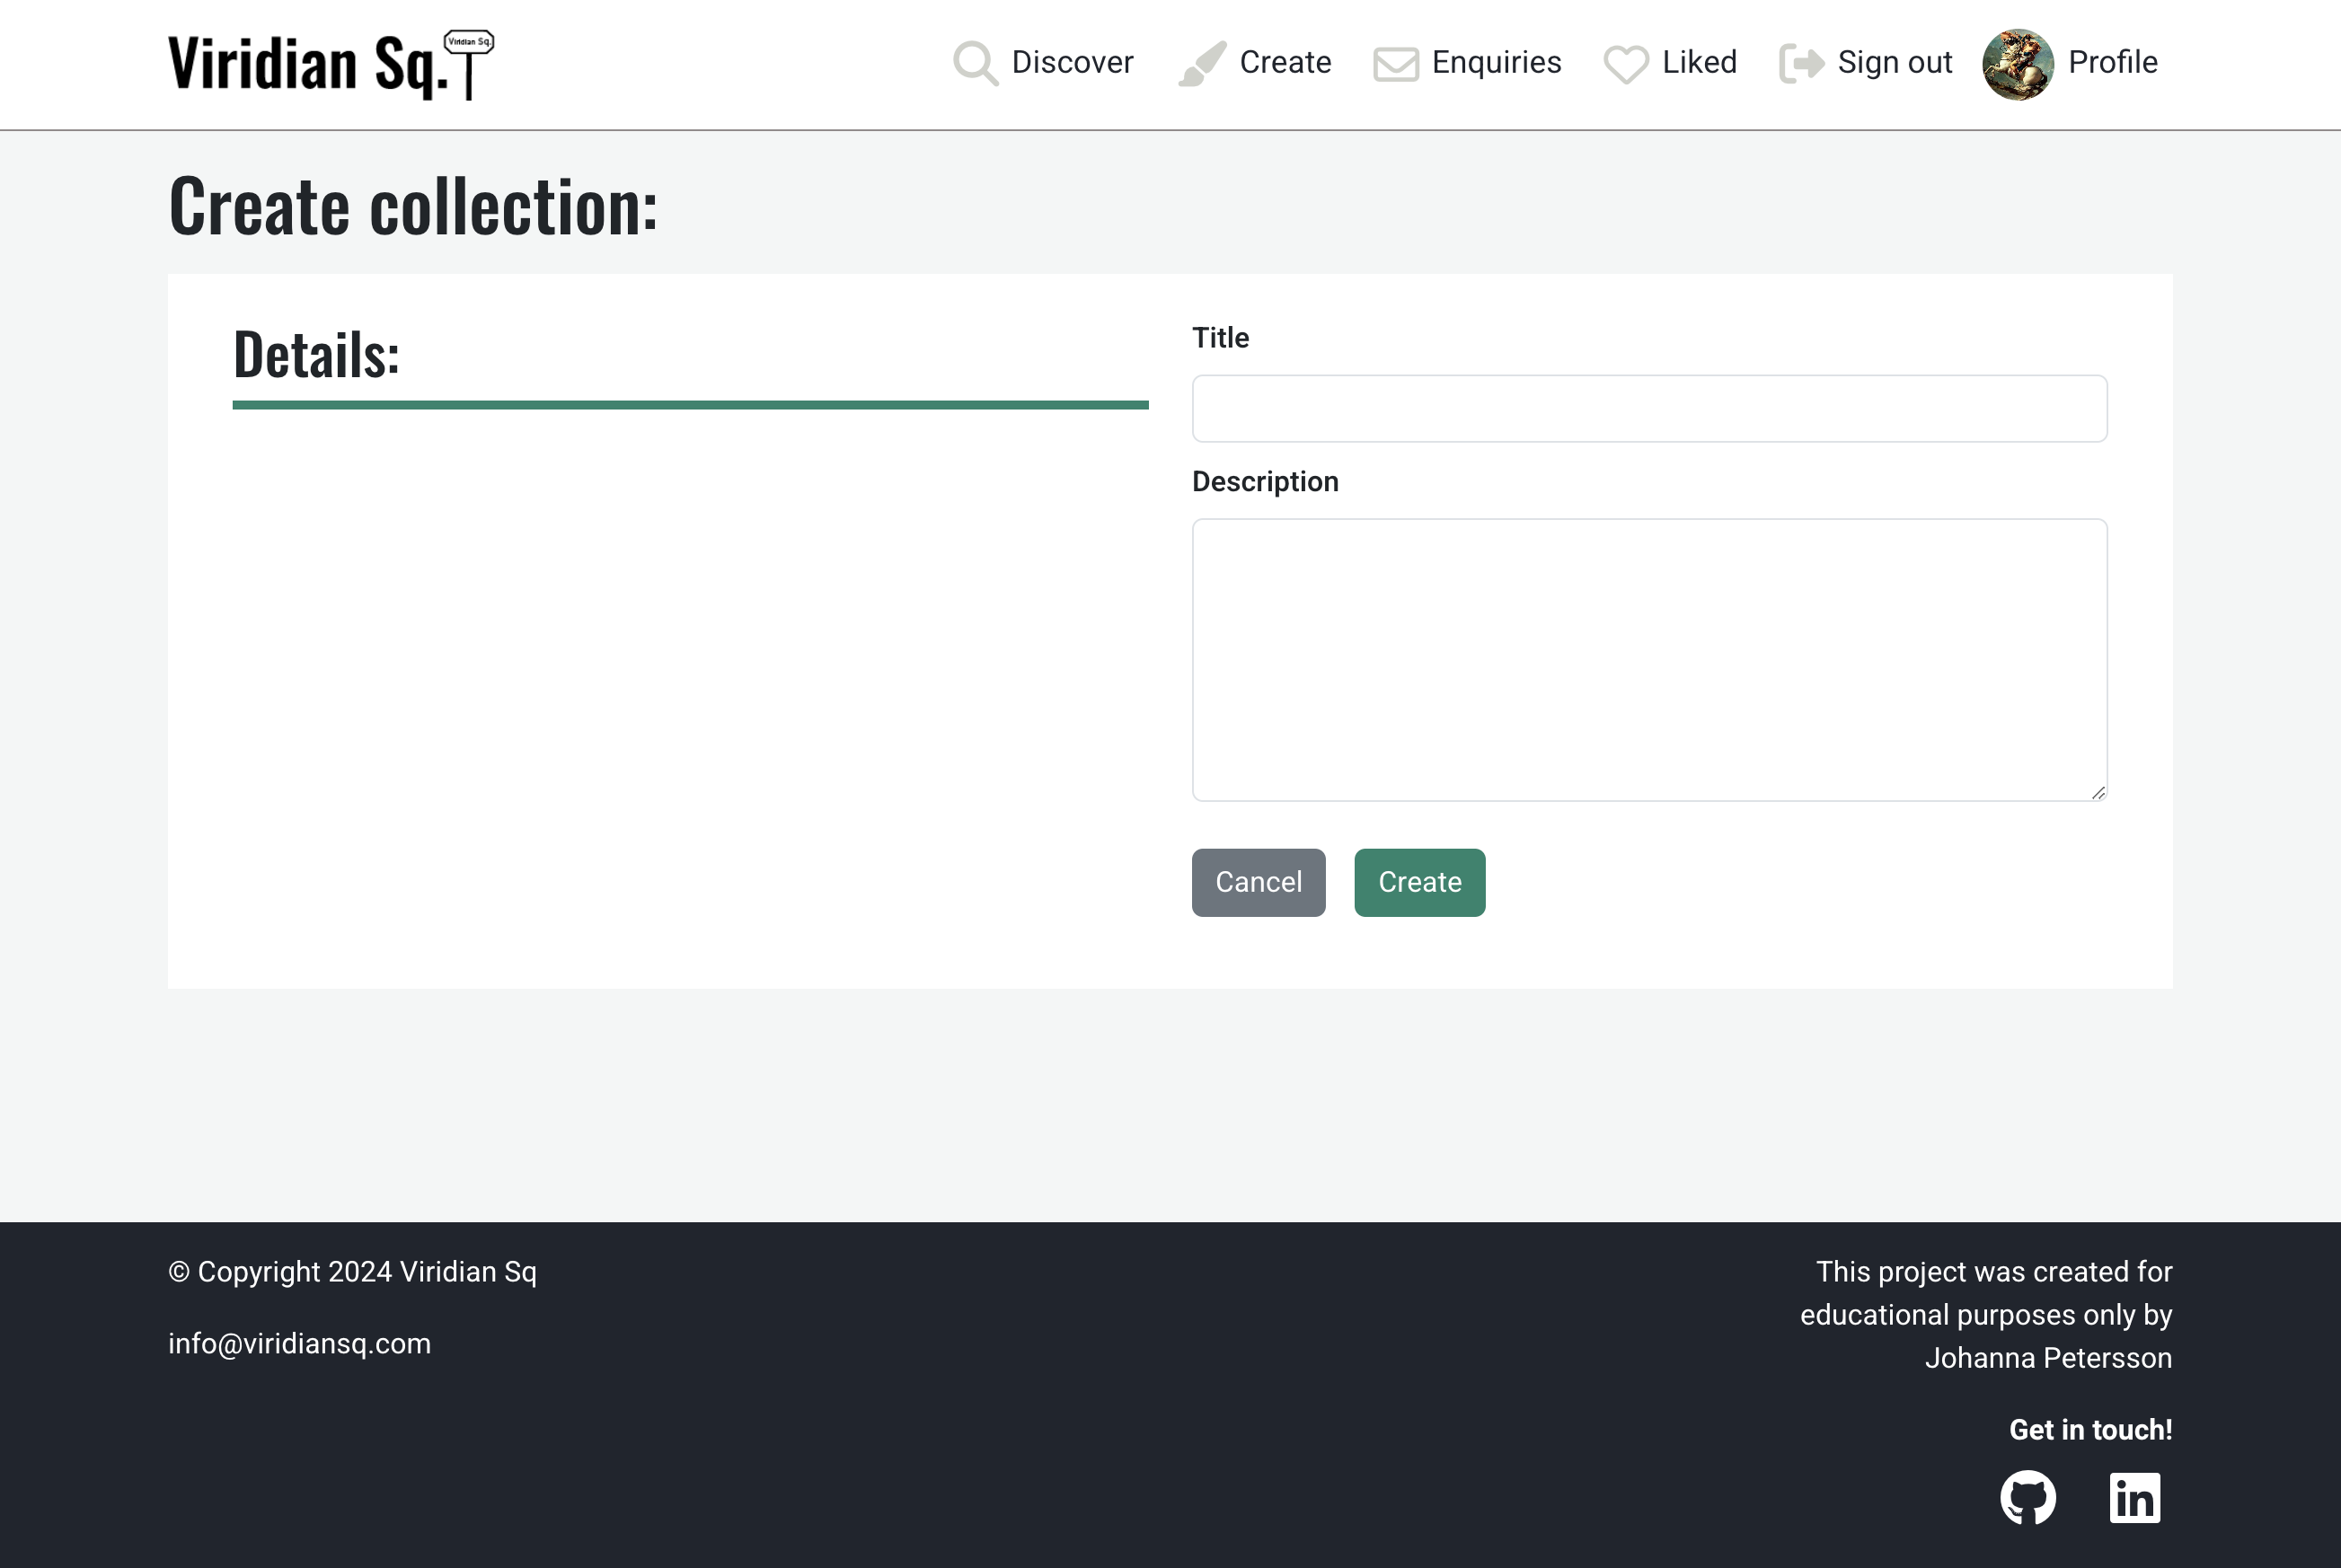 Viridian Sq.
Viridian Sq.
Discover
Create
Enquiries
Liked
Sign out
Profile
Create collection:
Details:
Title
Description
Cancel
Create
© Copyright 2024 Viridian Sq
info@viridiansq.com
This project was created for
educational purposes only by
Johanna Petersson
Get in touch!
in